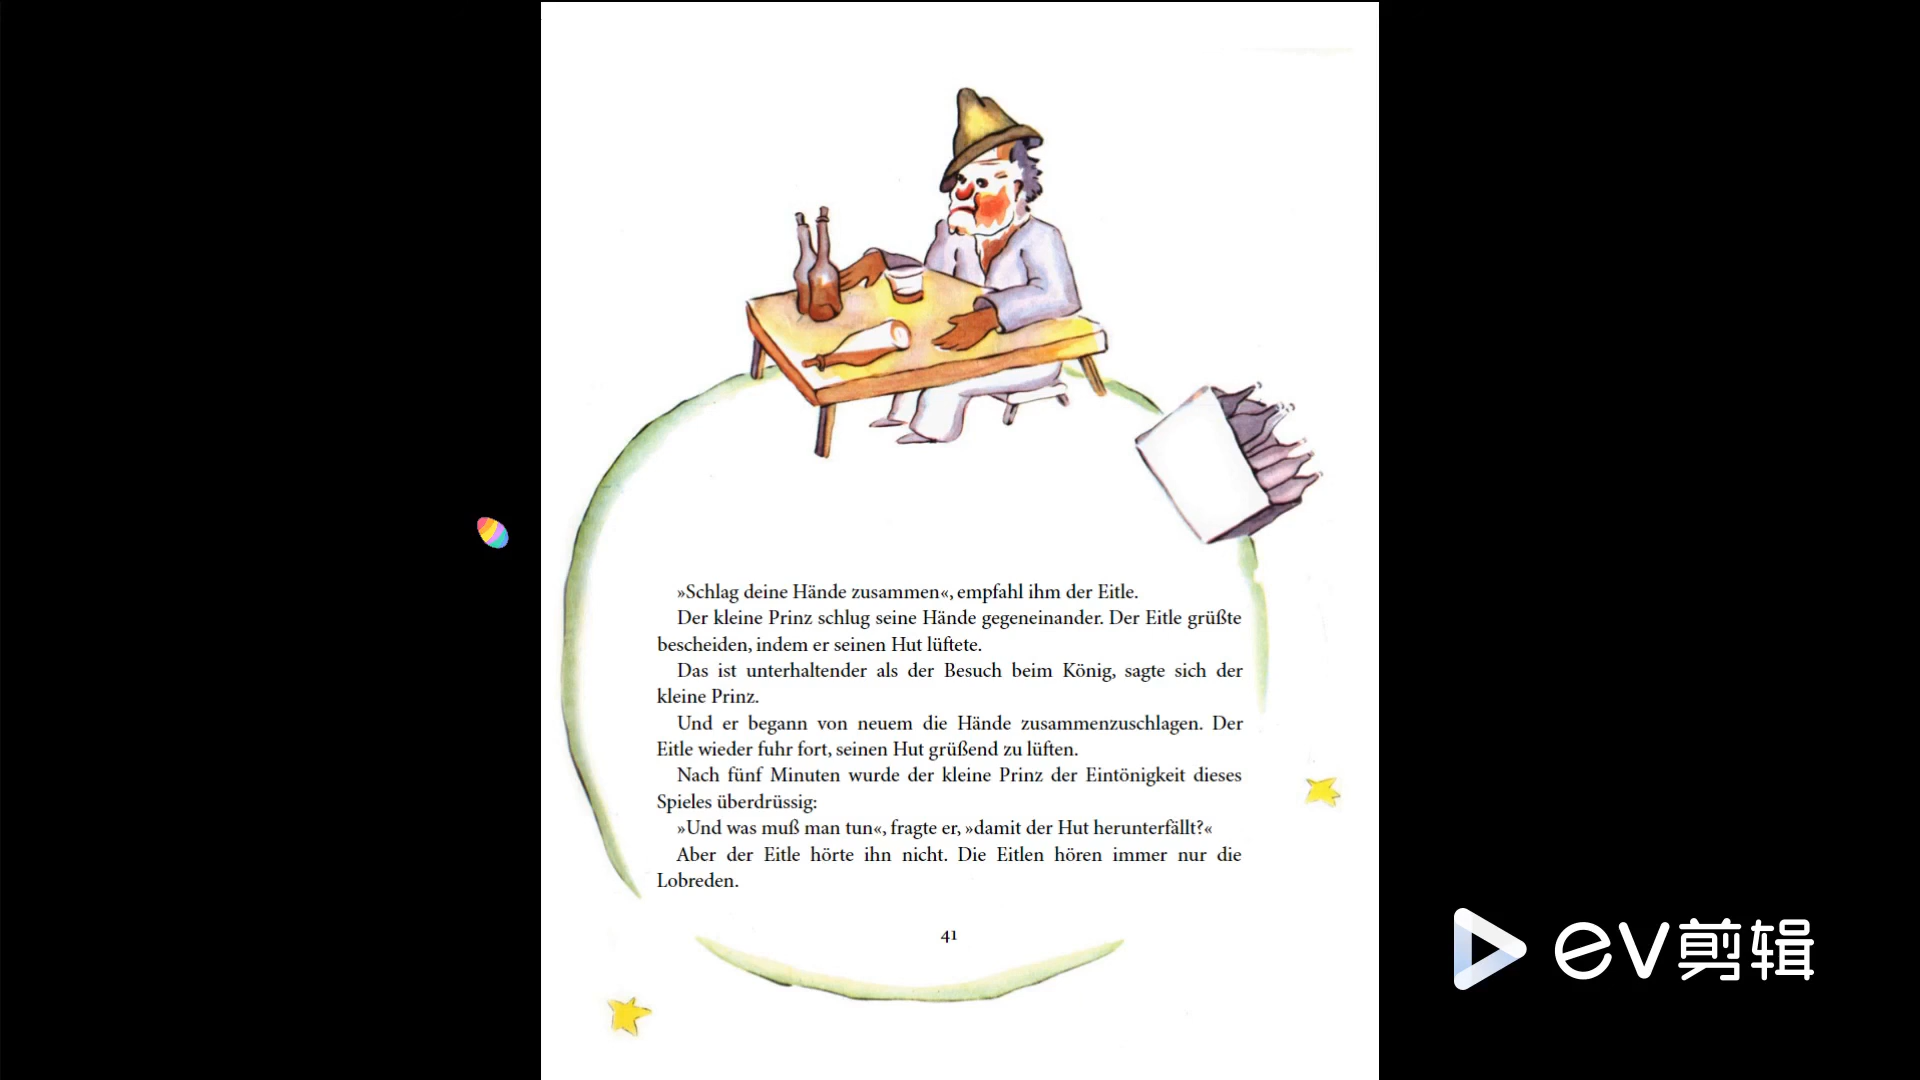 »Schlag deine Hände zusammen«, empfahl ihm der Eitle.
Der kleine Prinz schlug seine Hände gegeneinander. Der Eitle grüßte
bescheiden, indem er seinen Hut lüftete.
Das ist unterhaltender als der Besuch beim König, sagte sich der
kleine Prinz.
Und er begann von neuem die Hände zusammenzuschlagen. Der
Eitle wieder fuhr fort, seinen Hut grüßend zu lüften.
Nach fünf Minuten wurde der kleine Prinz der Eintönigkeit dieses
Spieles überdrüssig:
»Und was muß man tun«, fragte er, »damit der Hut herunterfällt?«
Aber der Eitle hörte ihn nicht. Die Eitlen hören immer nur die
Lobreden.
41
ev剪辑